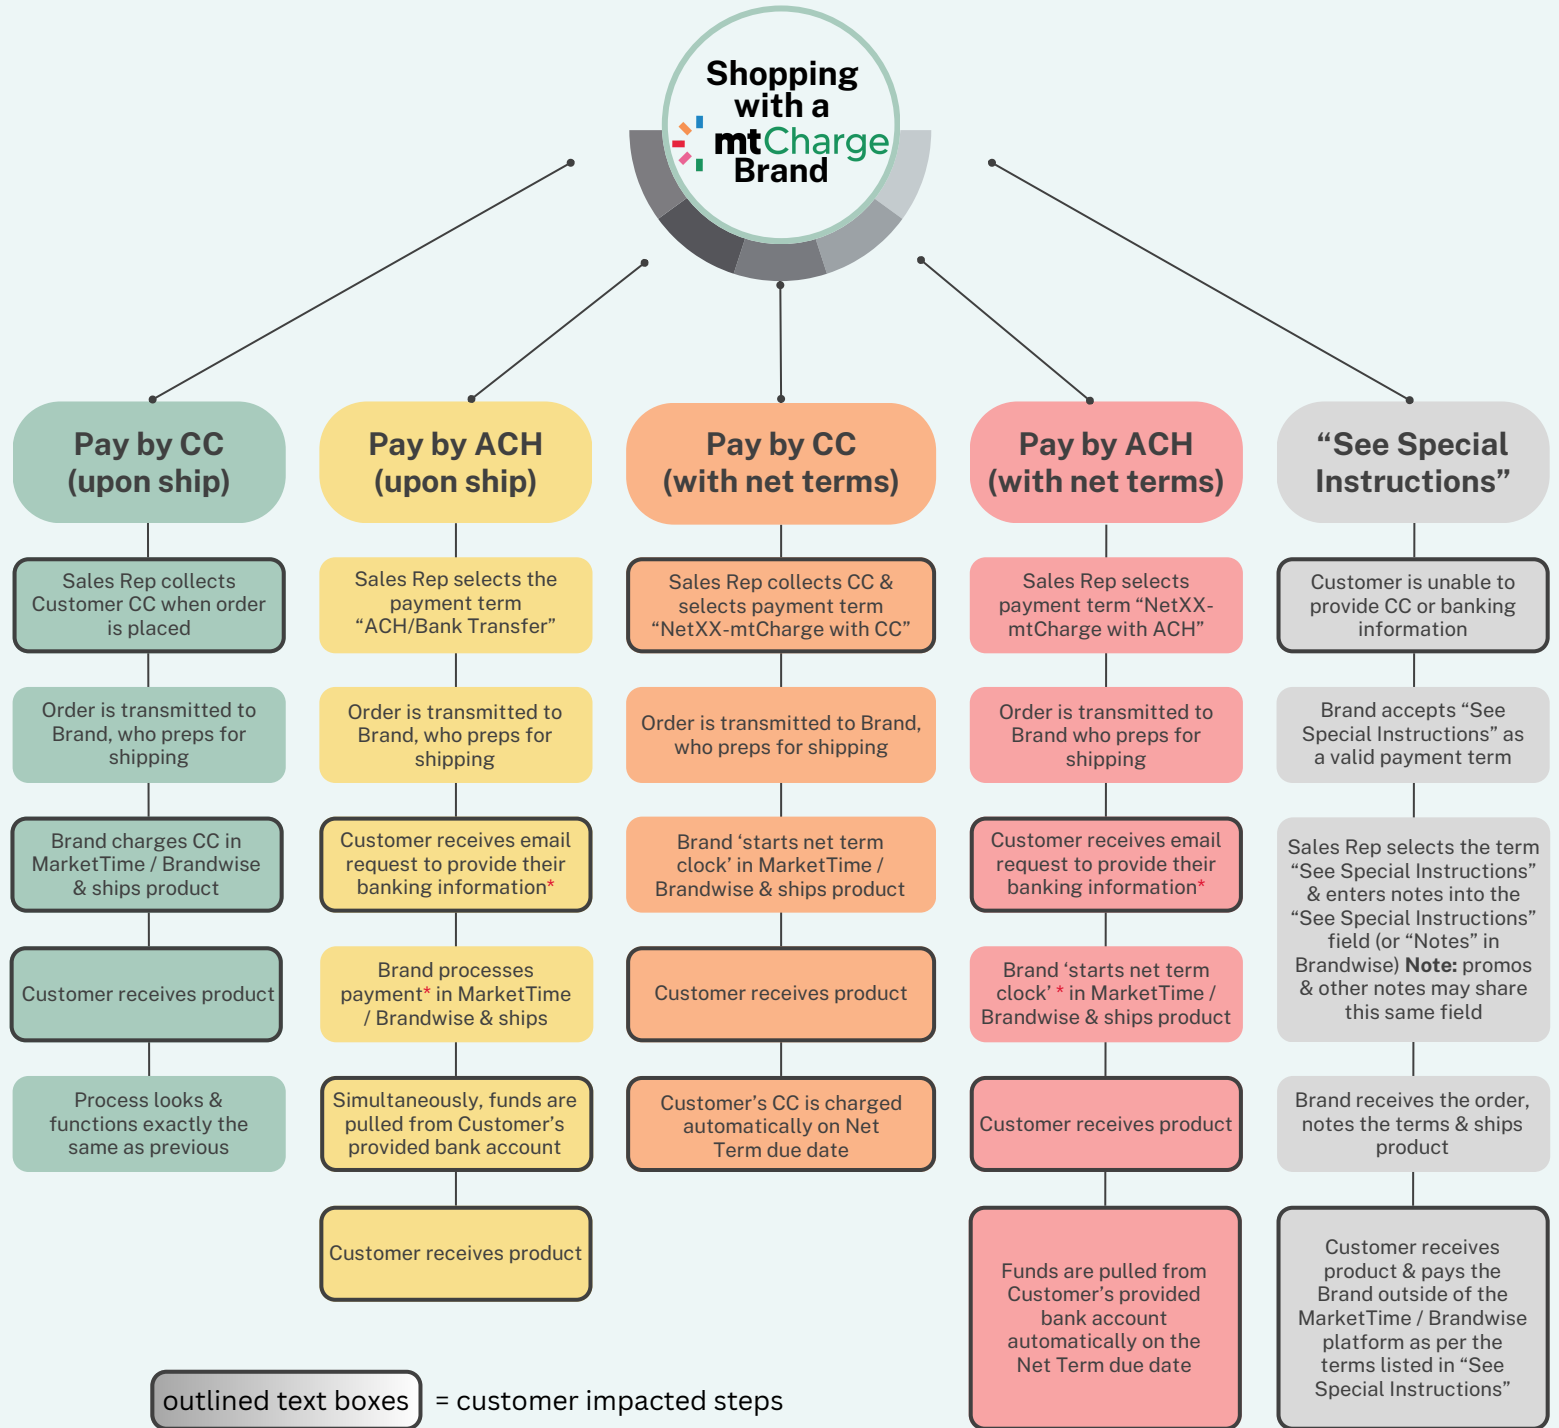 Shopping
with a
mtCharge
Brand
Pay by CC
(upon ship)
Sales Rep collects
Customer CC when order
is placed
Order is transmitted to
Brand, who preps for
shipping
Brand charges CC in
MarketTime / Brandwise
& ships product
Customer receives product
Process looks &
functions exactly the
same as previous
Pay by ACH
(upon ship)
Sales Rep selects the
payment term
“ACH/Bank Transfer”
Order is transmitted to
Brand, who preps for
shipping
Customer receives email
request to provide their
banking information*
Brand processes
payment* in MarketTime
/ Brandwise & ships
Simultaneously, funds are
pulled from Customer’s
provided bank account
Customer receives product
Pay by CC
(with net terms)
Sales Rep collects CC &
selects payment term
“NetXX-mtCharge with CC”
Order is transmitted to Brand,
who preps for shipping
Brand ‘starts net term
clock’ in MarketTime /
Brandwise & ships product
Customer receives product
Customer’s CC is charged
automatically on Net
Term due date
Pay by ACH
(with net terms)
Sales Rep selects
payment term “NetXX-
mtCharge with ACH”
Order is transmitted to
Brand who preps for
shipping
Customer receives email
request to provide their
banking information*
Brand ‘starts net term
clock’ * in MarketTime /
Brandwise & ships product
Customer receives product
Funds are pulled from
Customer’s provided
bank account
automatically on the
Net Term due date
“See Special
Instructions”
Customer is unable to
provide CC or banking
information
Brand accepts “See
Special Instructions” as
a valid payment term
Sales Rep selects the term
“See Special Instructions”
& enters notes into the
“See Special Instructions”
field (or “Notes” in
Brandwise) Note: promos
& other notes may share
this same field
Brand receives the order,
notes the terms & ships
product
Customer receives
product & pays the
Brand outside of the
MarketTime / Brandwise
platform as per the
terms listed in “See
Special Instructions”
outlined text boxes = customer impacted steps